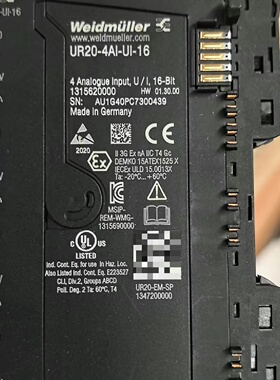 Weidmüller
www.weidmueller.com
UR20-4AI-UI-16
4 Analogue Input, U / I, 16-Bit
1315620000 HW 01.30.00
SN: AU1G40PC7300439
Made in Germany
2020
II 3G Ex nA IIC T4 Gc
DEMKO 15ATEX1525 X
IECEx ULD 15.0013X
Ta: -20°C...+60°C
MSIP-
REM-WMG-
1315690000
C UL US
LISTED
Ind. Cont. Eq. for use in Haz. Loc.
Also Listed Ind. Cont. Eq. E223527
CLI, Div.2, Groups ABCD
Poll. Deg. 2 Ta: 60°C, T4
UR20-EM-SP
1347200000